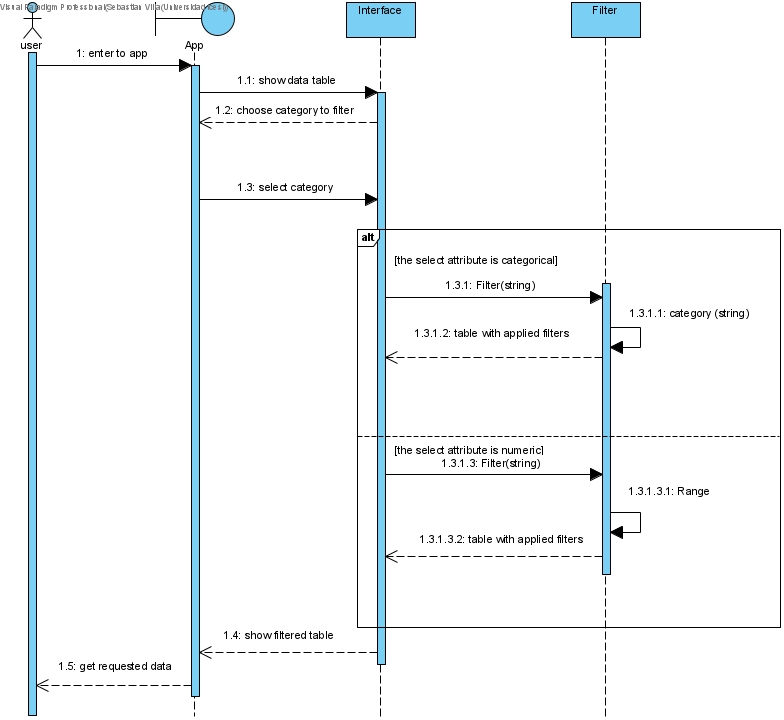 Visual Paradigm Professional(Sebastian Villa(Universidad Icesi))
Interface
Filter
user
App
1: enter to app
1.1: show data table
1.2: choose category to filter
1.3: select category
alt
[the select attribute is categorical]
1.3.1: Filter(string)
1.3.1.1: category (string)
1.3.1.2: table with applied filters
[the select attribute is numeric]
1.3.1.3: Filter(string)
1.3.1.3.1: Range
1.3.1.3.2: table with applied filters
1.4: show filtered table
1.5: get requested data